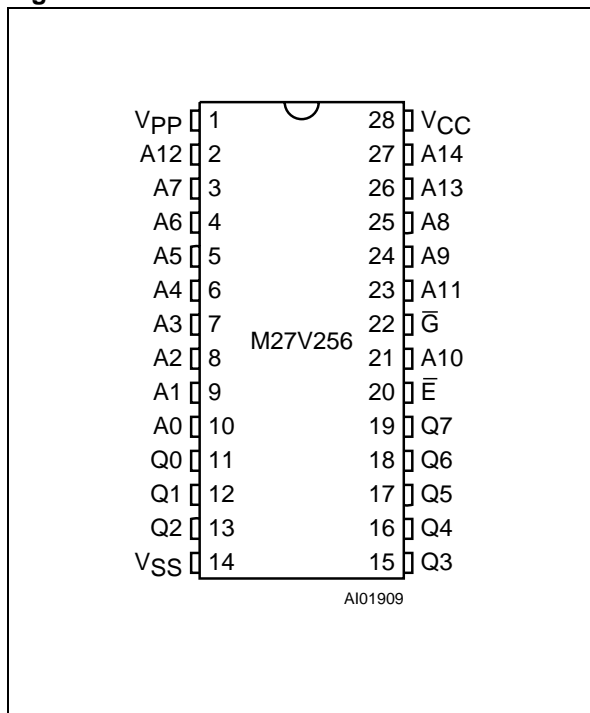 VPP 1 28 VCC
A12 2 27 A14
A7 3 26 A13
A6 4 25 A8
A5 5 24 A9
A4 6 23 A11
A3 7 22 G̅
M27V256
A2 8 21 A10
A1 9 20 E̅
A0 10 19 Q7
Q0 11 18 Q6
Q1 12 17 Q5
Q2 13 16 Q4
VSS 14 15 Q3
AI01909